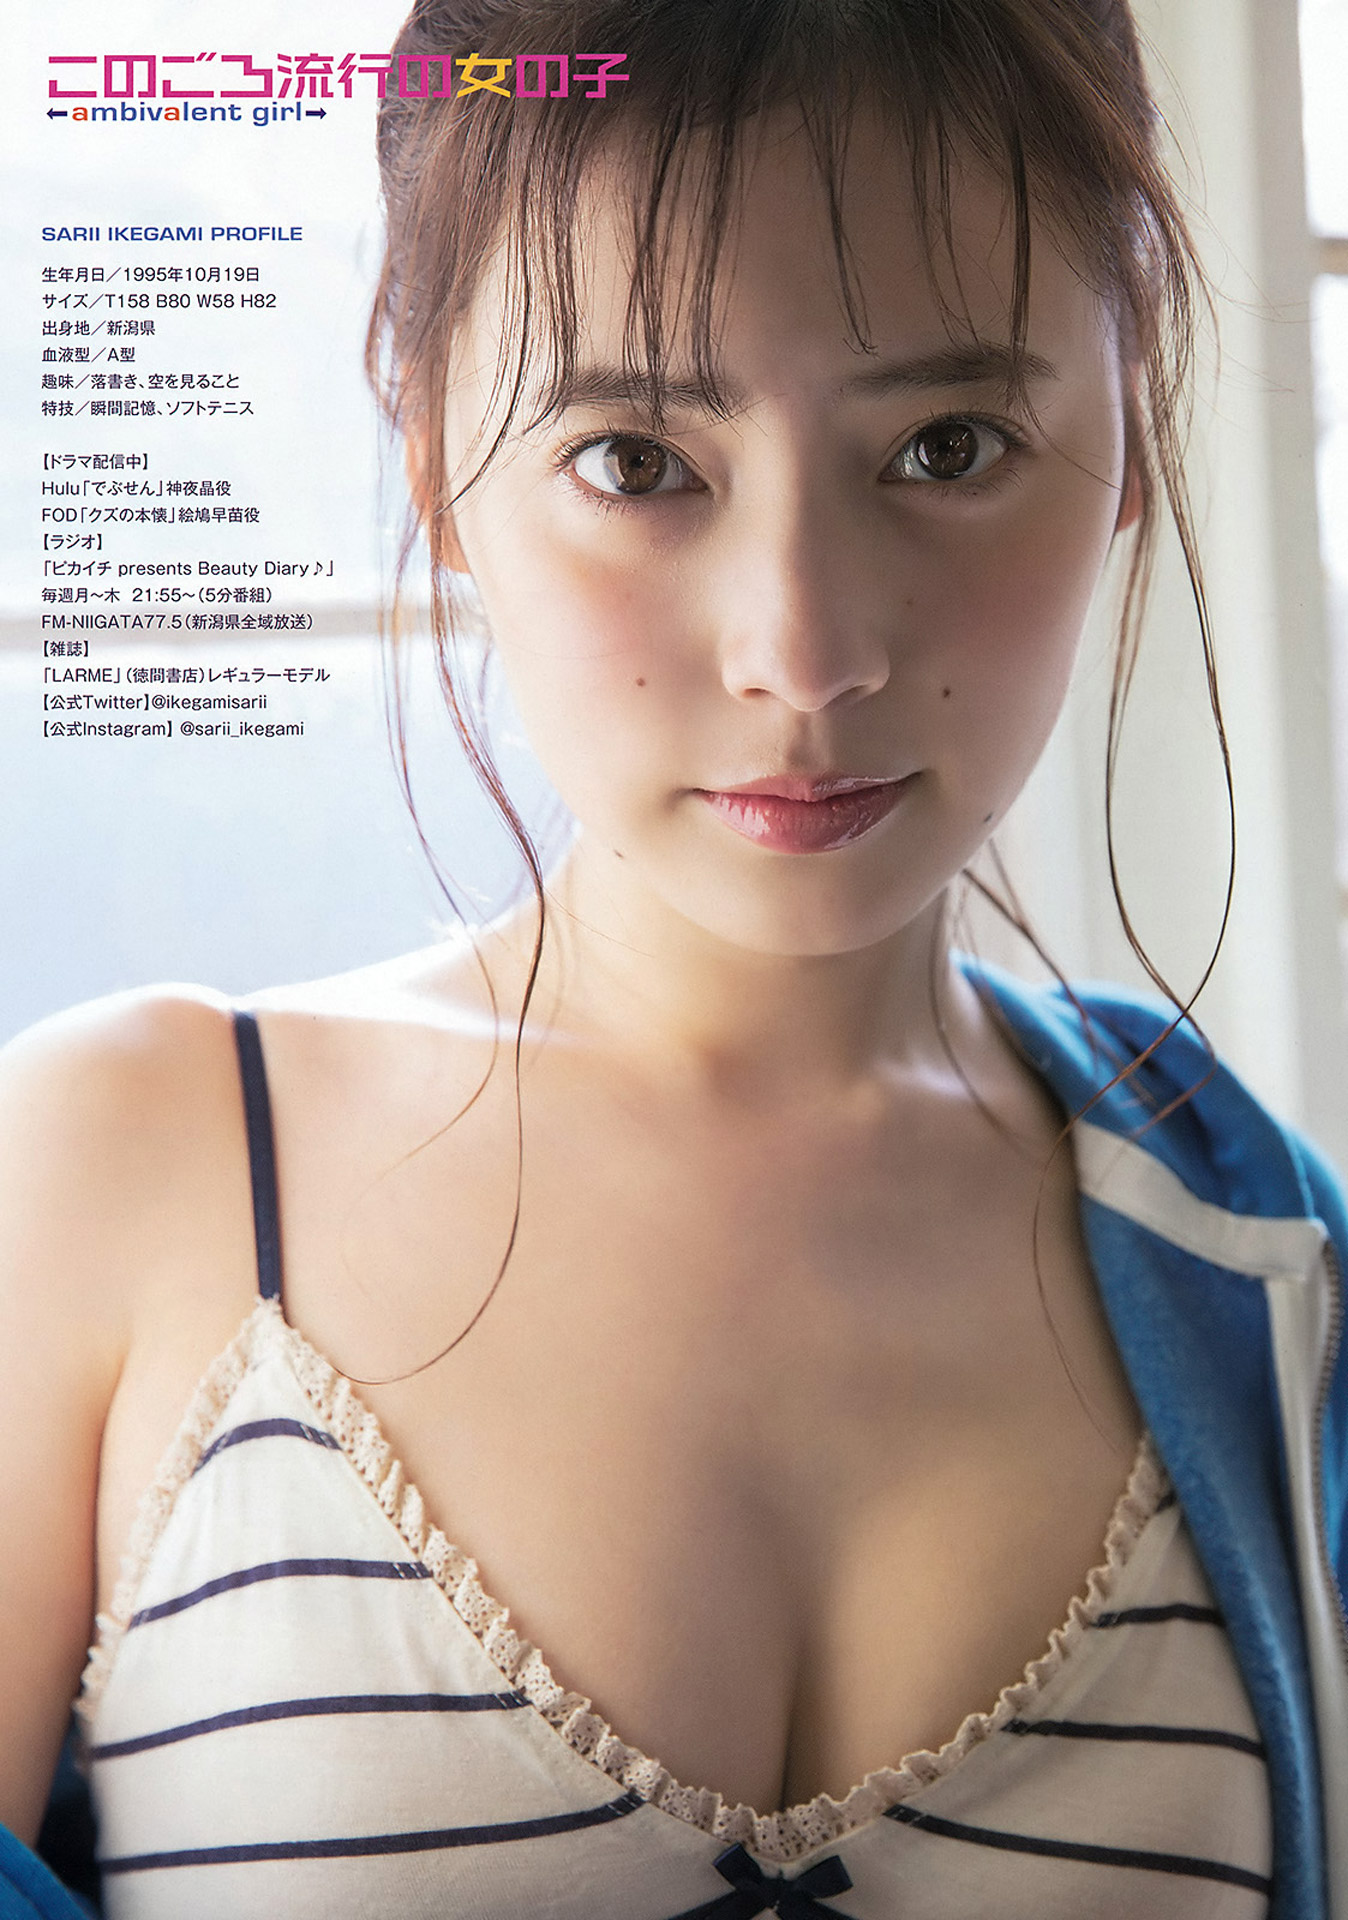 このごろ流行の女の子
←ambivalent girl→
SARII IKEGAMI PROFILE
生年月日／1995年10月19日
サイズ／T158 B80 W58 H82
出身地／新潟県
血液型／A型
趣味／落書き、空を見ること
特技／瞬間記憶、ソフトテニス
【ドラマ配信中】
Hulu「でぶせん」神夜晶役
FOD「クズの本懐」絵鳩早苗役
【ラジオ】
「ピカイチ presents Beauty Diary♪」
毎週月〜木 21:55〜（5分番組）
FM-NIIGATA77.5（新潟県全域放送）
【雑誌】
「LARME」（徳間書店）レギュラーモデル
【公式Twitter】@ikegamisarii
【公式Instagram】 @sarii_ikegami